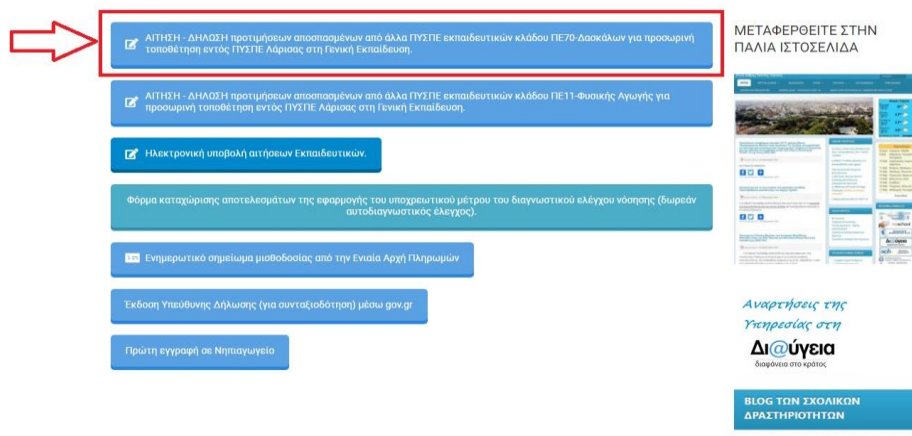 ΑΙΤΗΣΗ - ΔΗΛΩΣΗ προτιμήσεων αποσπασμένων από άλλα ΠΥΣΠΕ εκπαιδευτικών κλάδου ΠΕ70-Δασκάλων για προσωρινή
τοποθέτηση εντός ΠΥΣΠΕ Λάρισας στη Γενική Εκπαίδευση.
ΑΙΤΗΣΗ - ΔΗΛΩΣΗ προτιμήσεων αποσπασμένων από άλλα ΠΥΣΠΕ εκπαιδευτικών κλάδου ΠΕ11-Φυσικής Αγωγής για
προσωρινή τοποθέτηση εντός ΠΥΣΠΕ Λάρισας στη Γενική Εκπαίδευση.
Ηλεκτρονική υποβολή αιτήσεων Εκπαιδευτικών.
Φόρμα καταχώρισης αποτελεσμάτων της εφαρμογής του υποχρεωτικού μέτρου του διαγνωστικού ελέγχου νόσησης (δωρεάν
αυτοδιαγνωστικός έλεγχος).
Ενημερωτικό σημείωμα μισθοδοσίας από την Ενιαία Αρχή Πληρωμών
Έκδοση Υπεύθυνης Δήλωσης (για συνταξιοδότηση) μέσω gov.gr
Πρώτη εγγραφή σε Νηπιαγωγείο
ΜΕΤΑΦΕΡΘΕΙΤΕ ΣΤΗΝ
ΠΑΛΙΑ ΙΣΤΟΣΕΛΙΔΑ
Αναρτήσεις της
Υπηρεσίας στη
Δι@ύγεια
διαφάνεια στο κράτος
BLOG ΤΩΝ ΣΧΟΛΙΚΩΝ
ΔΡΑΣΤΗΡΙΟΤΗΤΩΝ